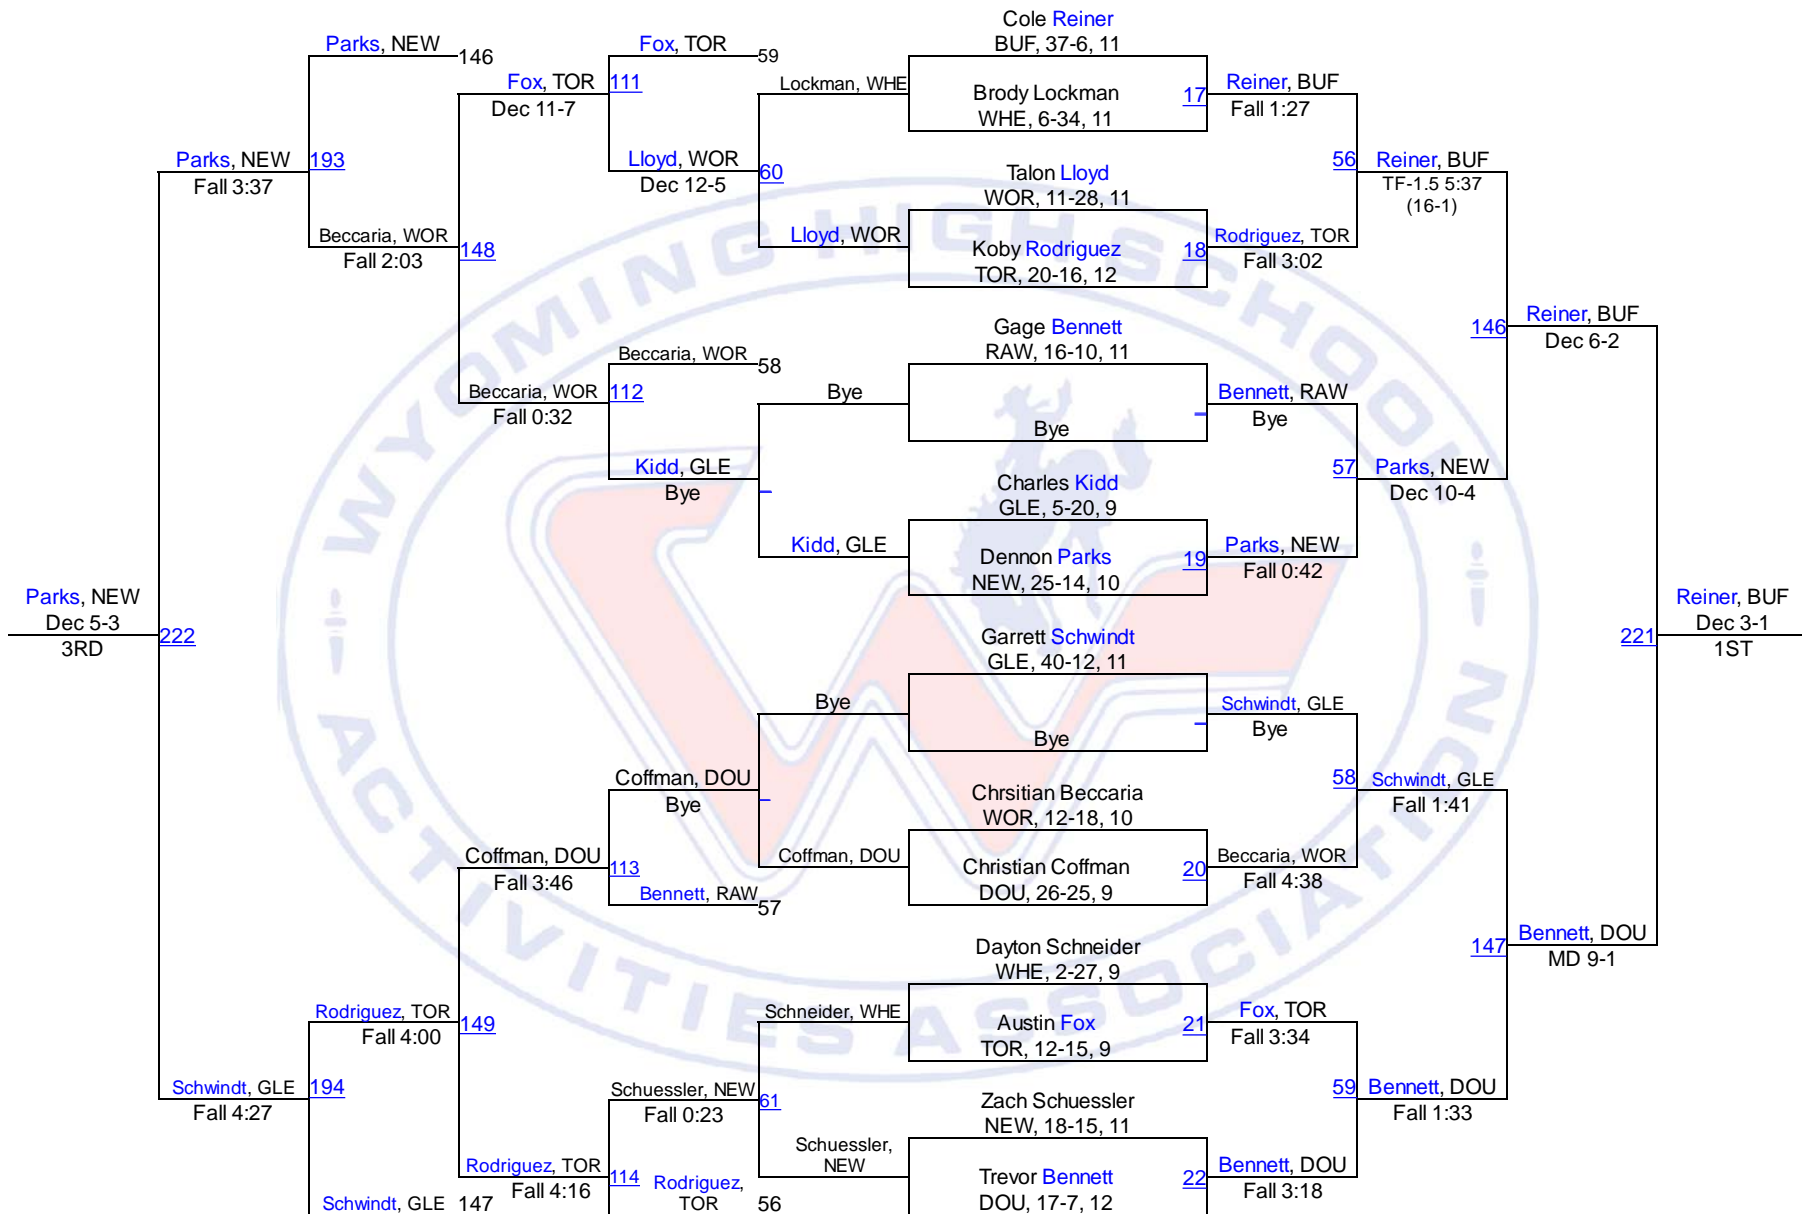 Cole Reiner
BUF, 37-6, 11
Parks, NEW
146
Fox, TOR
59
Fox, TOR
111
Dec 11-7
Lockman, WHE
Brody Lockman
WHE, 6-34, 11
17
Reiner, BUF
Fall 1:27
Parks, NEW
193
Fall 3:37
Lloyd, WOR
60
Dec 12-5
Talon Lloyd
WOR, 11-28, 11
56
Reiner, BUF
TF-1.5 5:37
(16-1)
Beccaria, WOR
148
Fall 2:03
Lloyd, WOR
Koby Rodriguez
TOR, 20-16, 12
18
Rodriguez, TOR
Fall 3:02
WYOMING HIGH SCHOOL
Gage Bennett
RAW, 16-10, 11
146
Reiner, BUF
Dec 6-2
Beccaria, WOR
58
Beccaria, WOR
112
Fall 0:32
Bye
Bye
Bennett, RAW
Bye
Kidd, GLE
Bye
Charles Kidd
GLE, 5-20, 9
57
Parks, NEW
Dec 10-4
Kidd, GLE
Dennon Parks
NEW, 25-14, 10
19
Parks, NEW
Fall 0:42
Parks, NEW
Dec 5-3
222
3RD
Garrett Schwindt
GLE, 40-12, 11
Reiner, BUF
Dec 3-1
221
1ST
Bye
Bye
Schwindt, GLE
Bye
Coffman, DOU
Bye
Chrsitian Beccaria
WOR, 12-18, 10
58
Schwindt, GLE
Fall 1:41
Coffman, DOU
113
Fall 3:46
Coffman, DOU
Christian Coffman
DOU, 26-25, 9
20
Beccaria, WOR
Fall 4:38
Bennett, RAW
57
Dayton Schneider
WHE, 2-27, 9
147
Bennett, DOU
MD 9-1
Rodriguez, TOR
149
Fall 4:00
Schneider, WHE
Austin Fox
TOR, 12-15, 9
21
Fox, TOR
Fall 3:34
ACTIVITIES ASSOCIATION
Schwindt, GLE
194
Fall 4:27
Schuessler, NEW
61
Fall 0:23
Zach Schuessler
NEW, 18-15, 11
59
Bennett, DOU
Fall 1:33
Rodriguez, TOR
114
Fall 4:16
Schuessler,
NEW
Trevor Bennett
DOU, 17-7, 12
22
Bennett, DOU
Fall 3:18
Schwindt, GLE
147
Rodriguez,
TOR
56